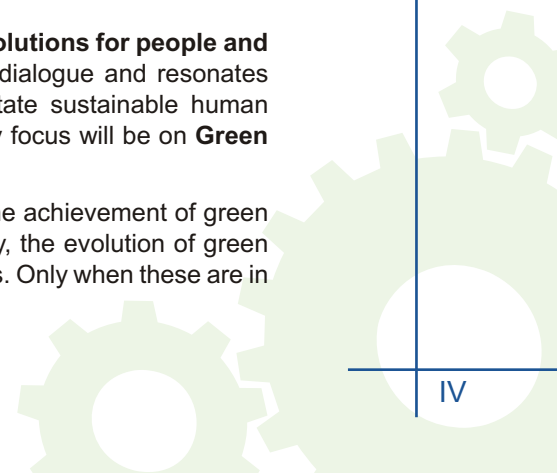 olutions for people and
dialogue and resonates
tate sustainable human
focus will be on Green
e achievement of green
, the evolution of green
s. Only when these are in
IV